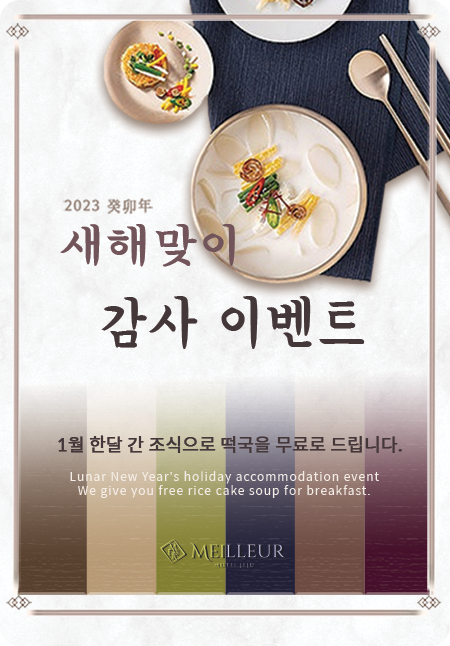 2023 癸卯年
새해맞이
감사 이벤트
1월 한달 간 조식으로 떡국을 무료로 드립니다.
Lunar New Year's holiday accommodation event
We give you free rice cake soup for breakfast.
MEILLEUR
HOTEL JEJU